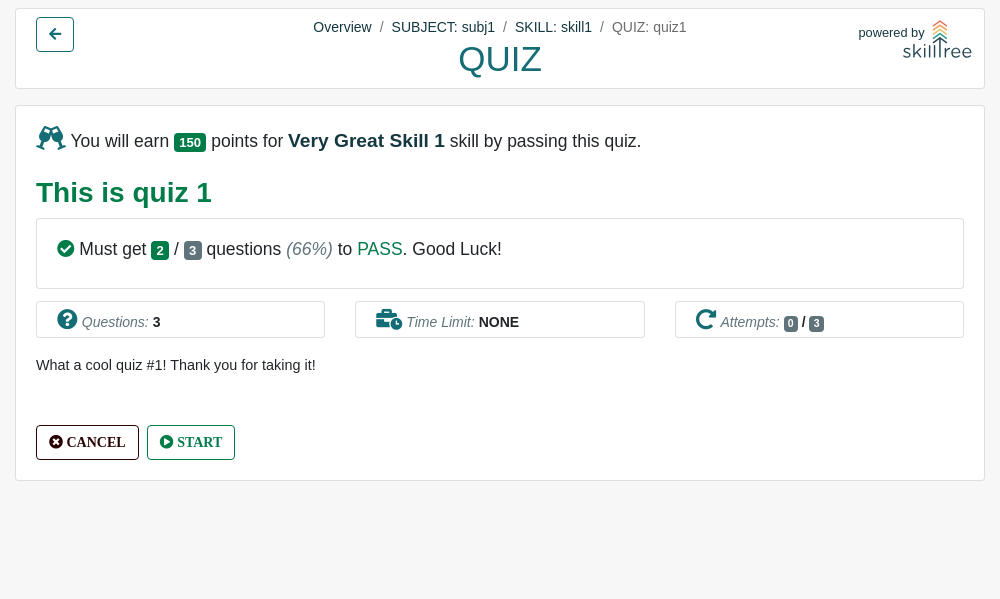 Overview / SUBJECT: subj1 / SKILL: skill1 / QUIZ: quiz1
QUIZ
powered by
skilltree
You will earn 150 points for Very Great Skill 1 skill by passing this quiz.
This is quiz 1
Must get 2 / 3 questions (66%) to PASS. Good Luck!
Questions: 3
Time Limit: NONE
Attempts: 0 / 3
What a cool quiz #1! Thank you for taking it!
CANCEL
START